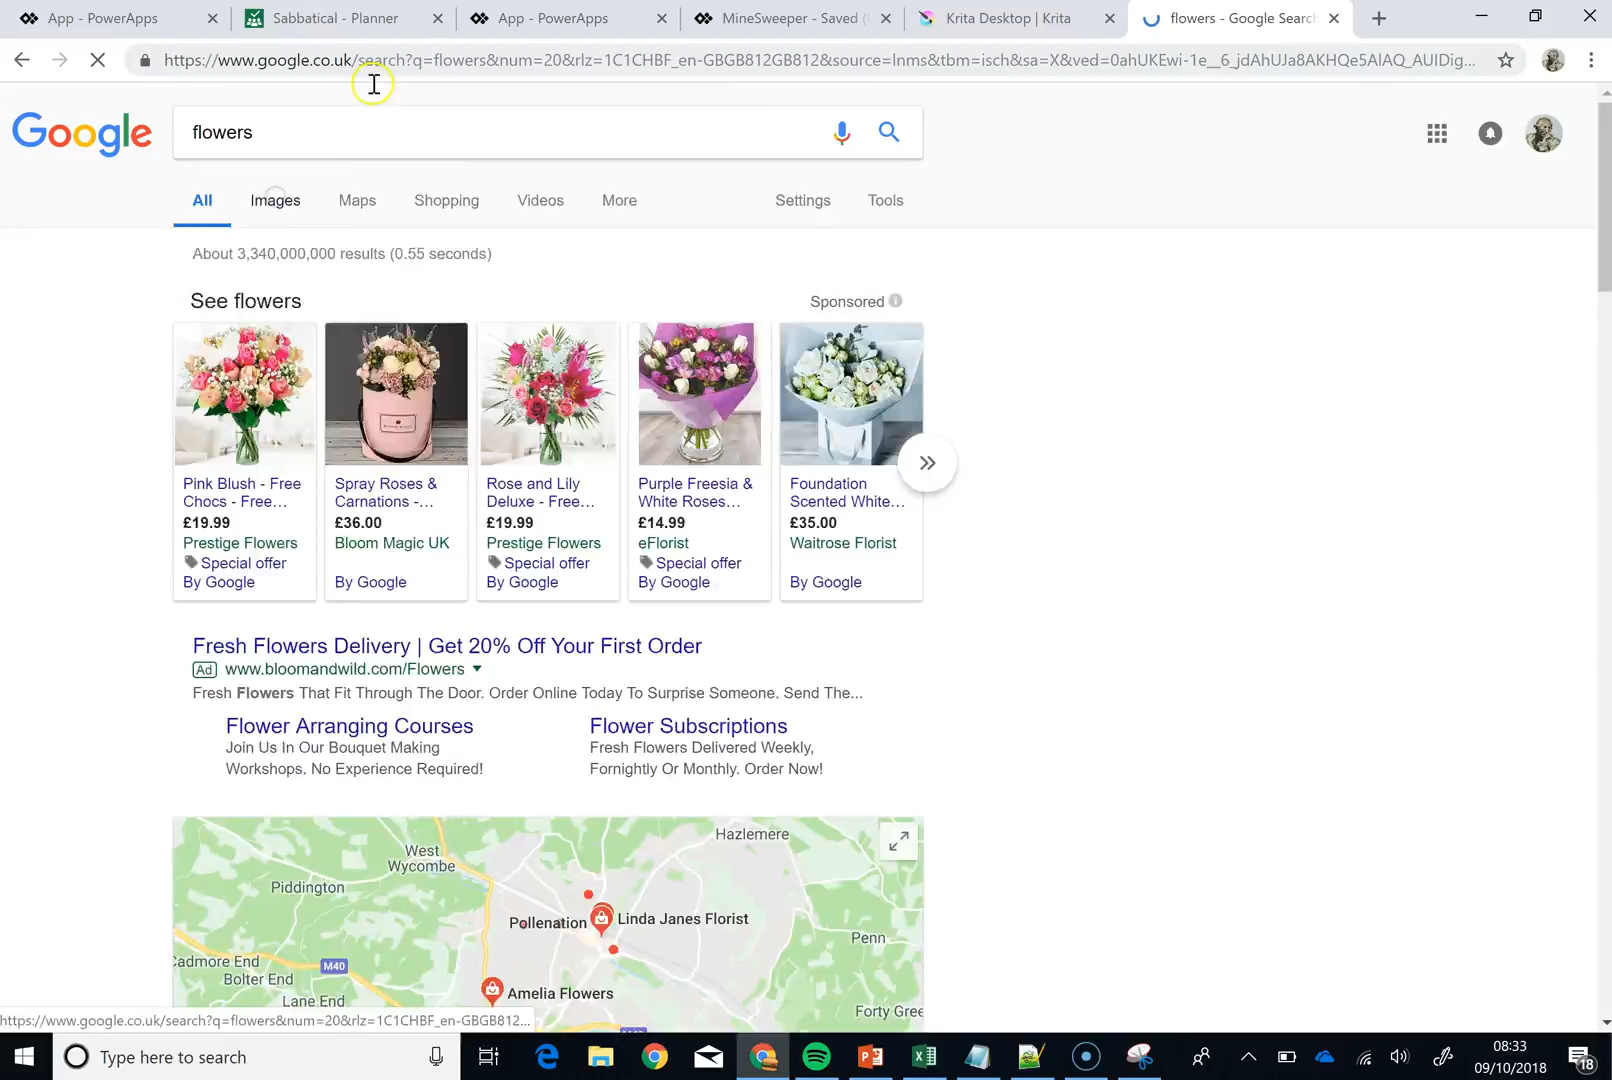 App - PowerApps
Sabbatical - Planner
App - PowerApps
MineSweeper - Saved (
Krita Desktop | Krita
flowers - Google Search
https://www.google.co.uk/search?q=flowers&num=20&rlz=1C1CHBF_en-GBGB812GB812&source=lnms&tbm=isch&sa=X&ved=0ahUKEwi-1e__6_jdAhUJa8AKHQe5AIAQ_AUIDig...
Google
flowers
All
Images
Maps
Shopping
Videos
More
Settings
Tools
About 3,340,000,000 results (0.55 seconds)
See flowers
Sponsored
Pink Blush - Free
Chocs - Free...
£19.99
Prestige Flowers
Special offer
By Google
Spray Roses &
Carnations -...
£36.00
Bloom Magic UK
By Google
Rose and Lily
Deluxe - Free...
£19.99
Prestige Flowers
Special offer
By Google
Purple Freesia &
White Roses...
£14.99
eFlorist
Special offer
By Google
Foundation
Scented White...
£35.00
Waitrose Florist
By Google
Fresh Flowers Delivery | Get 20% Off Your First Order
Ad www.bloomandwild.com/Flowers
Fresh Flowers That Fit Through The Door. Order Online Today To Surprise Someone. Send The...
Flower Arranging Courses
Join Us In Our Bouquet Making
Workshops. No Experience Required!
Flower Subscriptions
Fresh Flowers Delivered Weekly,
Fornightly Or Monthly. Order Now!
Hazlemere
West
Wycombe
Piddington
Pollenation
Linda Janes Florist
Penn
Cadmore End
Bolter End
M40
Lane End
Amelia Flowers
Forty Gree
https://www.google.co.uk/search?q=flowers&num=20&rlz=1C1CHBF_en-GBGB812...
Type here to search
08:33
09/10/2018
18